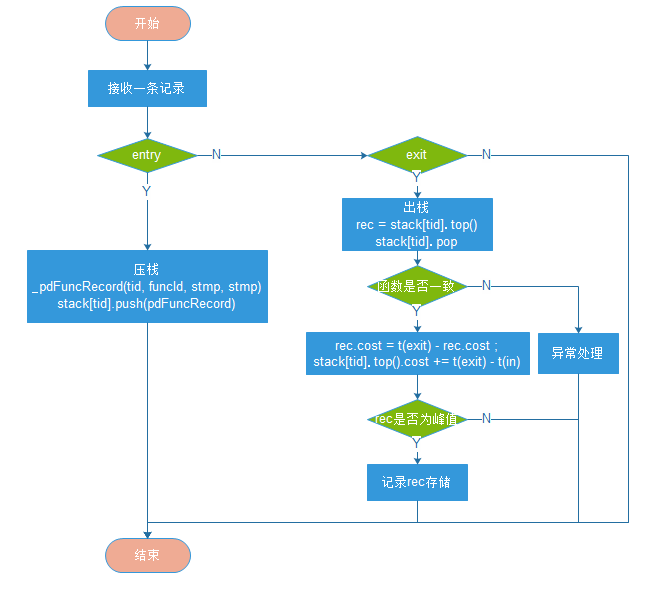 开始
接收一条记录
entry
N
exit
N
Y
Y
出栈
rec = stack[tid]. top()
stack[tid]. pop
压栈
_pdFuncRecord(tid, funcId, stmp, stmp)
stack[tid].push(pdFuncRecord)
函数是否一致
N
Y
rec.cost = t(exit) - rec.cost ;
stack[tid]. top().cost += t(exit) - t(in)
异常处理
rec是否为峰值
N
Y
记录rec存储
结束